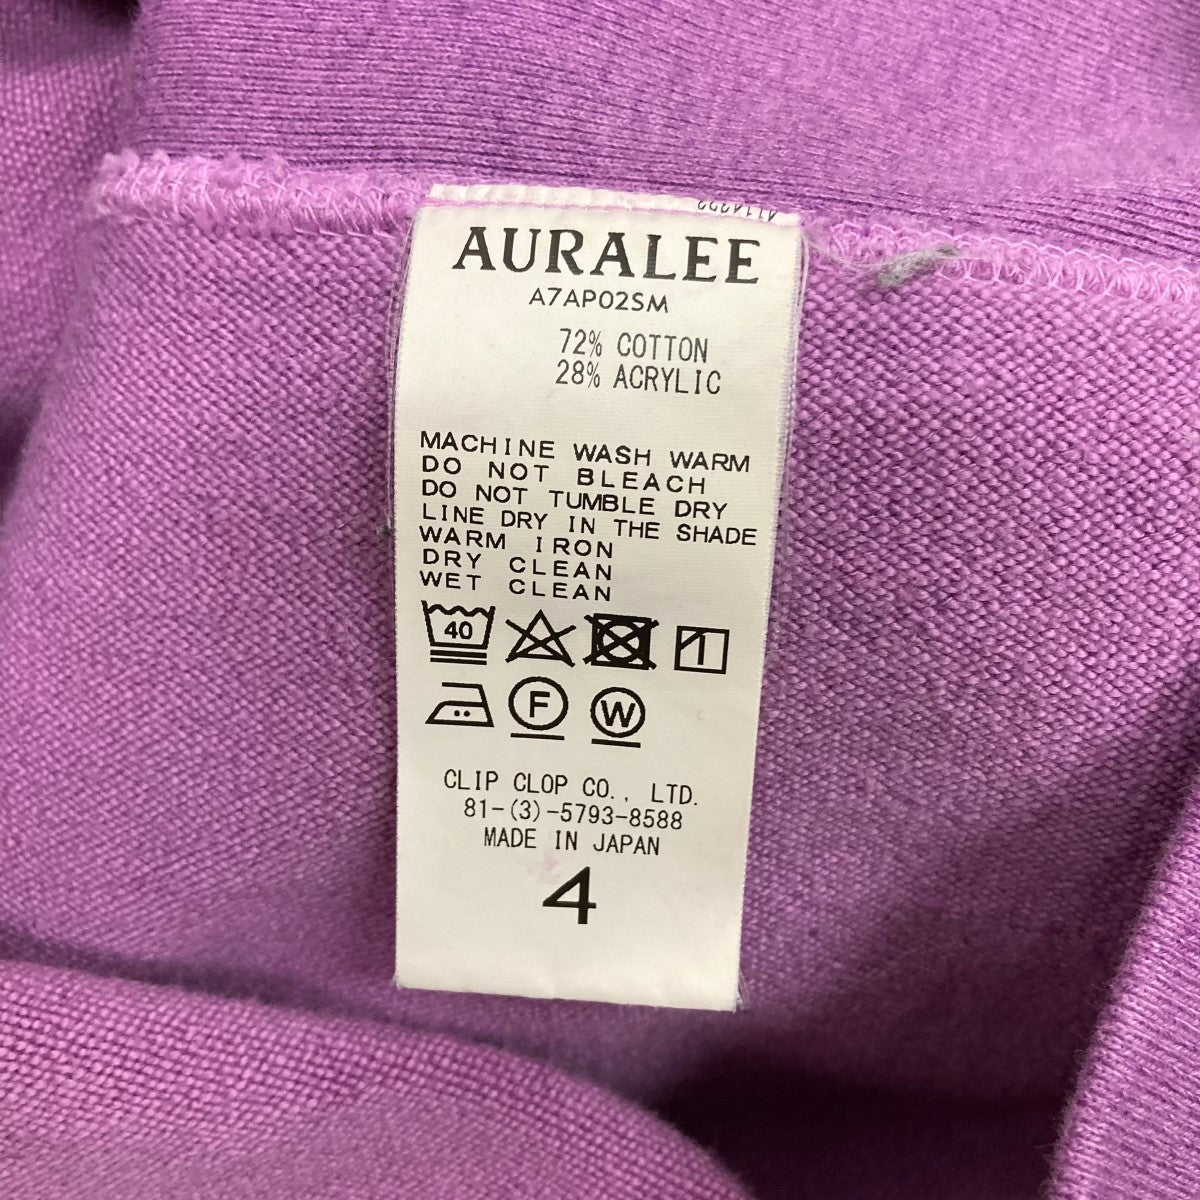 AURALEE
A7AP02SM
72% COTTON
28% ACRYLIC
MACHINE WASH WARM
DO NOT BLEACH
DO NOT TUMBLE DRY
LINE DRY IN THE SHADE
WARM IRON
DRY CLEAN
WET CLEAN
40
F
W
CLIP CLOP CO., LTD.
81-(3)-5793-8588
MADE IN JAPAN
4